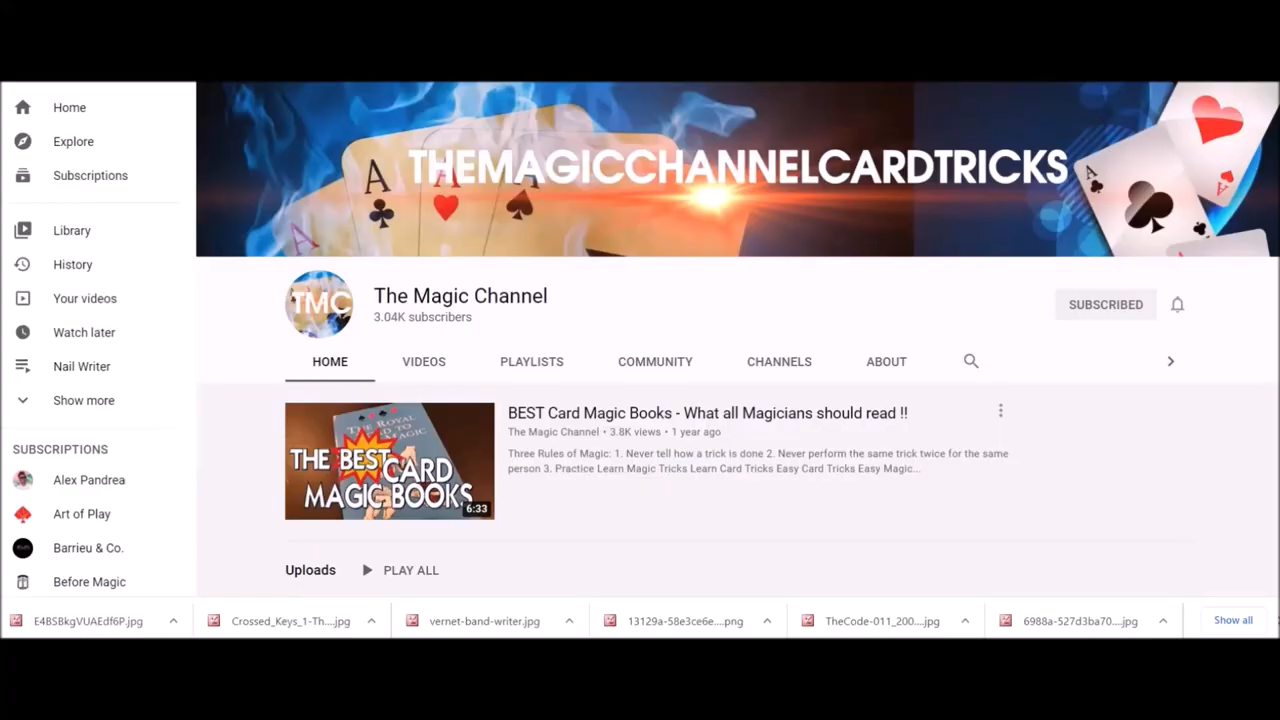 Home
Explore
Subscriptions
Library
History
Your videos
Watch later
Nail Writer
Show more
SUBSCRIPTIONS
Alex Pandrea
Art of Play
Barrieu & Co.
Before Magic
THEMAGICCHANNELCARDTRICKS
A
A
A
A
A
A
TMC
The Magic Channel
3.04K subscribers
SUBSCRIBED
HOME VIDEOS PLAYLISTS COMMUNITY CHANNELS ABOUT
THE ROYAL
THE BEST CARD
MAGIC BOOKS
6:33
BEST Card Magic Books - What all Magicians should read !!
The Magic Channel • 3.8K views • 1 year ago
Three Rules of Magic: 1. Never tell how a trick is done 2. Never perform the same trick twice for the same
person 3. Practice Learn Magic Tricks Learn Card Tricks Easy Card Tricks Easy Magic...
Uploads PLAY ALL
E4BSBkgVUAEdf6P.jpg Crossed_Keys_1-Th....jpg vernet-band-writer.jpg 13129a-58e3ce6e....png TheCode-011_200....jpg 6988a-527d3ba70....jpg Show all